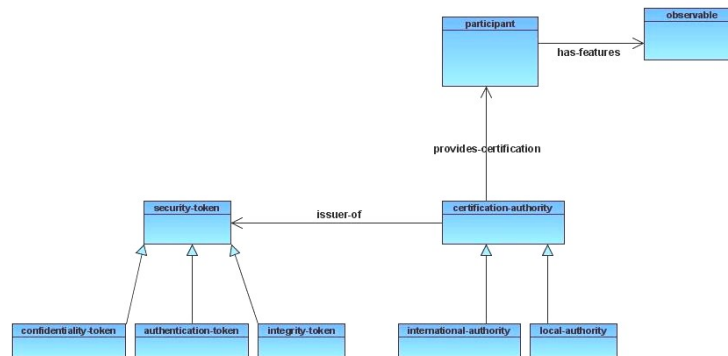 observable
participant
has-features
provides-certification
security-token
certification-authority
issuer-of
confidentiality-token
authentication-token
integrity-token
international-authority
local-authority